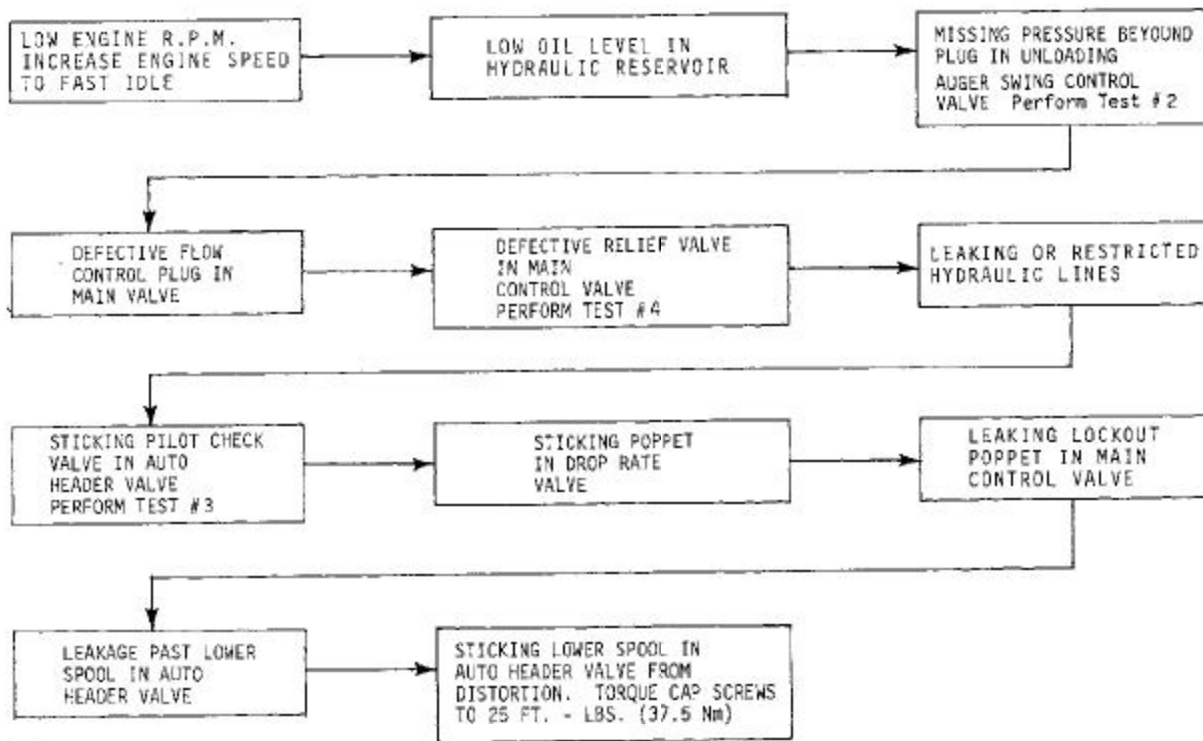 LOW ENGINE R.P.M.
INCREASE ENGINE SPEED
TO FAST IDLE
LOW OIL LEVEL IN
HYDRAULIC RESERVOIR
MISSING PRESSURE BEYOUND
PLUG IN UNLOADING
AUGER SWING CONTROL
VALVE Perform Test #2
DEFECTIVE FLOW
CONTROL PLUG IN
MAIN VALVE
DEFECTIVE RELIEF VALVE
IN MAIN
CONTROL VALVE
PERFORM TEST #4
LEAKING OR RESTRICTED
HYDRAULIC LINES
STICKING PILOT CHECK
VALVE IN AUTO
HEADER VALVE
PERFORM TEST #3
STICKING POPPET
IN DROP RATE
VALVE
LEAKING LOCKOUT
POPPET IN MAIN
CONTROL VALVE
LEAKAGE PAST LOWER
SPOOL IN AUTO
HEADER VALVE
STICKING LOWER SPOOL IN
AUTO HEADER VALVE FROM
DISTORTION. TORQUE CAP SCREWS
TO 25 FT. - LBS. (37.5 Nm)